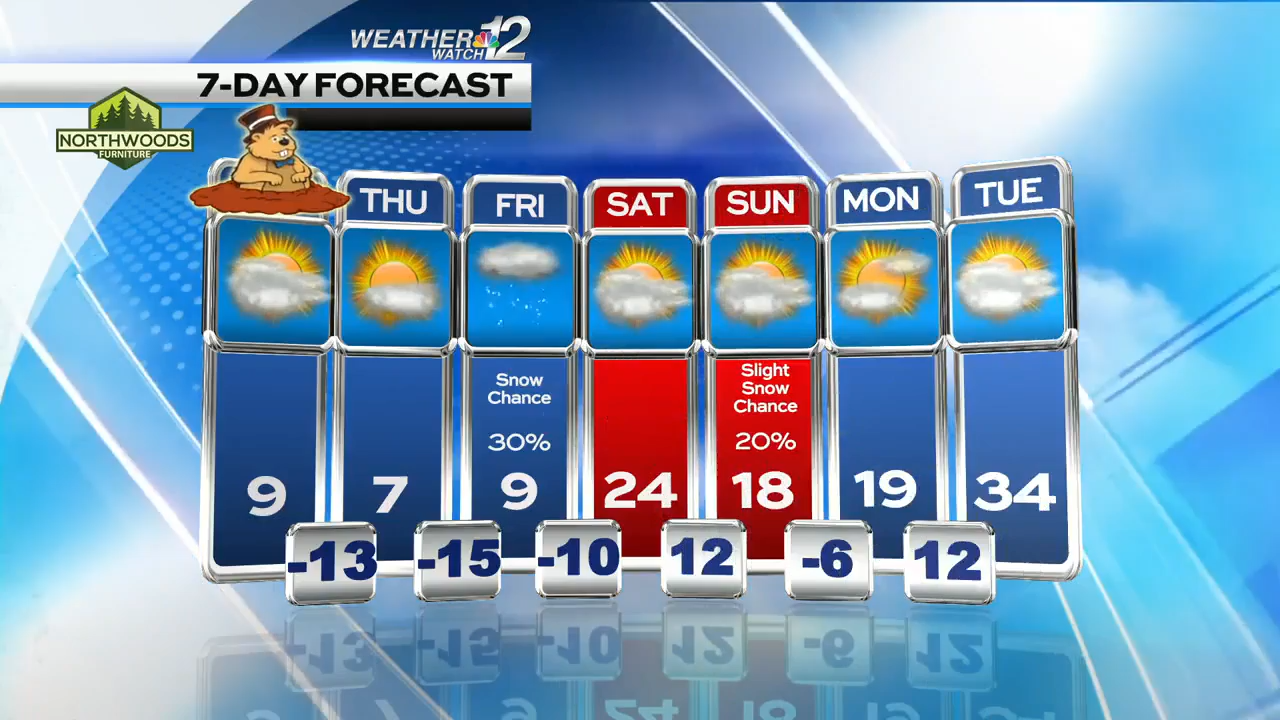 WEATHER 12
WATCH
7-DAY FORECAST
NORTHWOODS
FURNITURE
THU FRI SAT SUN MON TUE
Snow
Chance
30%
Slight
Snow
Chance
20%
9 7 9 24 18 19 34
-13 -15 -10 12 -6 12